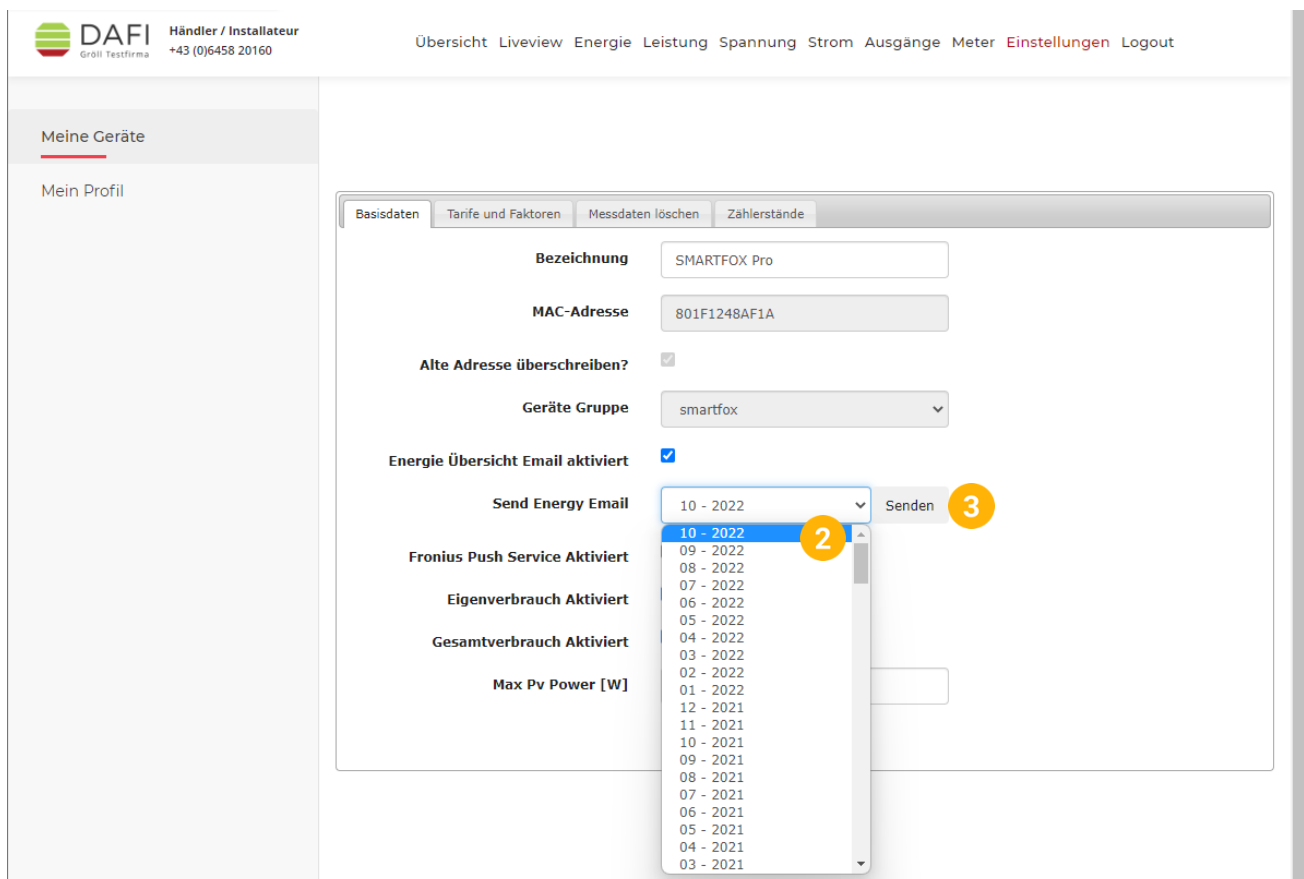 DAFI
Gröll Testfirma
Händler / Installateur
+43 (0)6458 20160
Übersicht Liveview Energie Leistung Spannung Strom Ausgänge Meter Einstellungen Logout
Meine Geräte
Mein Profil
Basisdaten Tarife und Faktoren Messdaten löschen Zählerstände
Bezeichnung SMARTFOX Pro
MAC-Adresse 801F1248AF1A
Alte Adresse überschreiben?
Geräte Gruppe smartfox
Energie Übersicht Email aktiviert
Send Energy Email 10 - 2022 Senden 3
10 - 2022 2
09 - 2022
Fronius Push Service Aktiviert
08 - 2022
07 - 2022
Eigenverbrauch Aktiviert
06 - 2022
05 - 2022
Gesamtverbrauch Aktiviert
04 - 2022
03 - 2022
02 - 2022
Max Pv Power [W]
01 - 2022
12 - 2021
11 - 2021
10 - 2021
09 - 2021
08 - 2021
07 - 2021
06 - 2021
05 - 2021
04 - 2021
03 - 2021